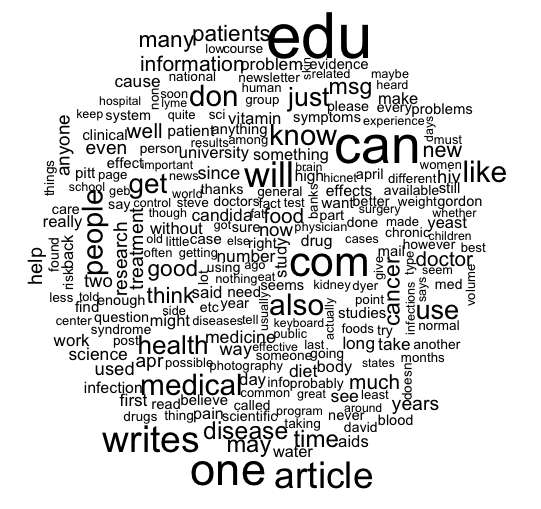 edu
many patients
lowcourse
information problem evidence
skin
cause national newsletter related maybe
hospital none soon lyme don human group just msg heard make
please every problems
keep system quite sci vitamin symptoms experience days
anyone clinical well patient anything know can must new
even person results among brain women
effect important university something
things pitt page get news since will high hicnet april different hiv like
school geb world thanks general banks effects available still
people say control steve doctors fact test want better weight gordon
care though candida fat food part surgery whether
really without got sure now physician done made yeast
help found riskback research treatment old little case else right drug cases mail chronic children
often getting number study com give cancer types infections however best
two good lot using ago doctor
nothing eat seems kidney dyer says seem med volume
less told enough think said need also point use
find side etc year usually actually studies
center question might diseases tell keyboard foods try normal
syndrome public
work post health medicine effective last long take another
science apr way someone going states months
used possible photography diet body doesn
infection medical day info probably much
common great see least years
first read believe called program around
drugs thing pain scientific never blood
taking david
writes disease may time aids
water
one article